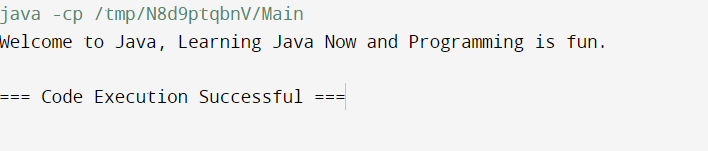 java -cp /tmp/N8d9ptqbnV/Main
Welcome to Java, Learning Java Now and Programming is fun.
=== Code Execution Successful ===